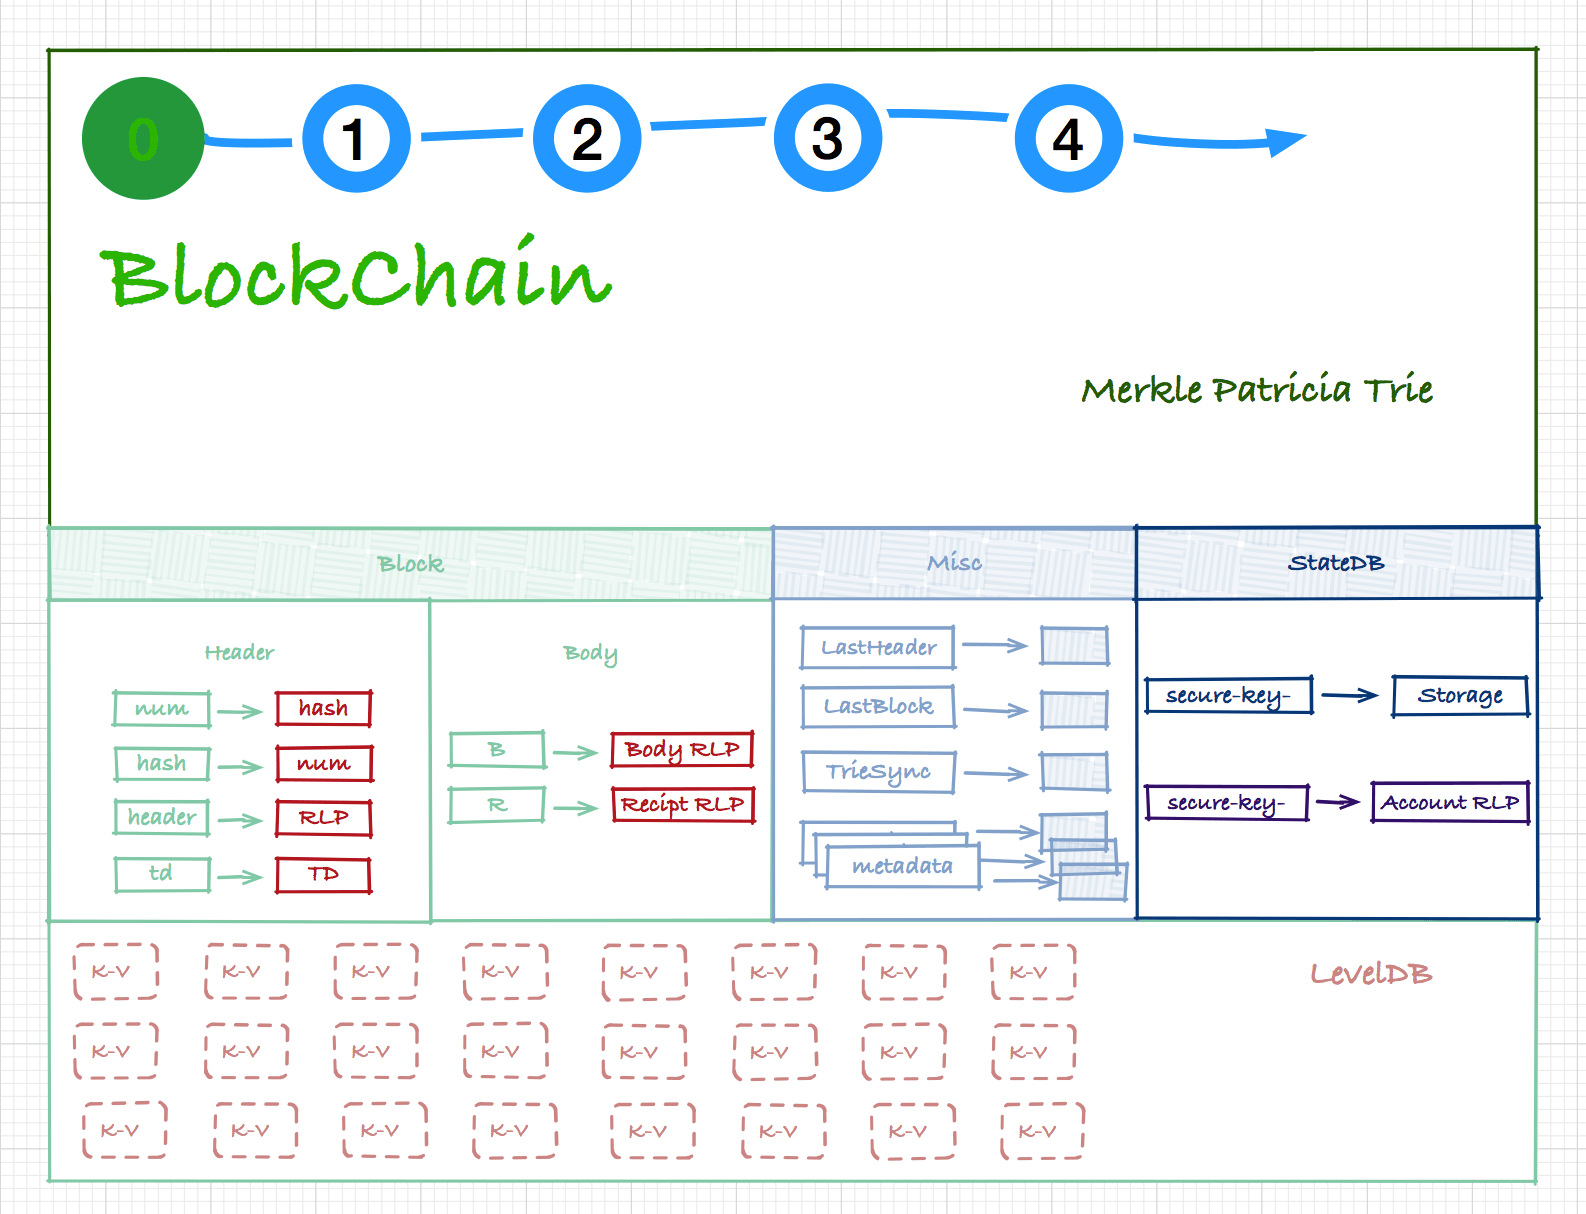 0 1 2 3 4
BlockChain
Merkle Patricia Trie
Block Misc StateDB
Header
num hash
hash num
header RLP
td TD
Body
B Body RLP
R Recipt RLP
LastHeader
LastBlock
TrieSync
metadata
secure-key- Storage
secure-key- Account RLP
LevelDB
K-V K-V K-V K-V K-V K-V K-V K-V
K-V K-V K-V K-V K-V K-V K-V K-V
K-V K-V K-V K-V K-V K-V K-V K-V